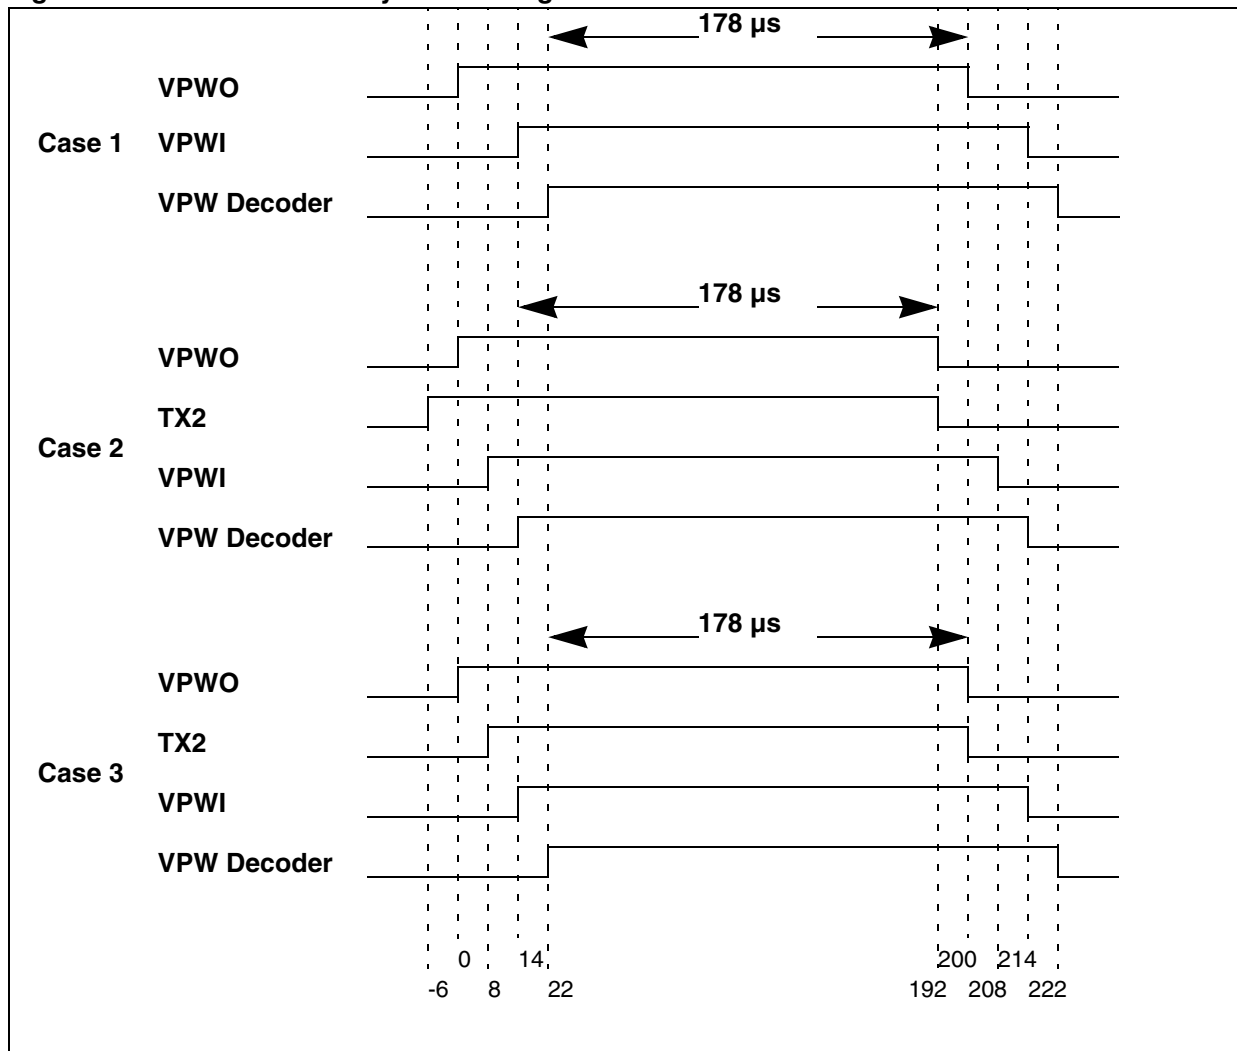 178 µs
VPWO
Case 1 VPWI
VPW Decoder
178 µs
VPWO
TX2
Case 2
VPWI
VPW Decoder
178 µs
VPWO
TX2
Case 3
VPWI
VPW Decoder
0 14 200 214
-6 8 22 192 208 222